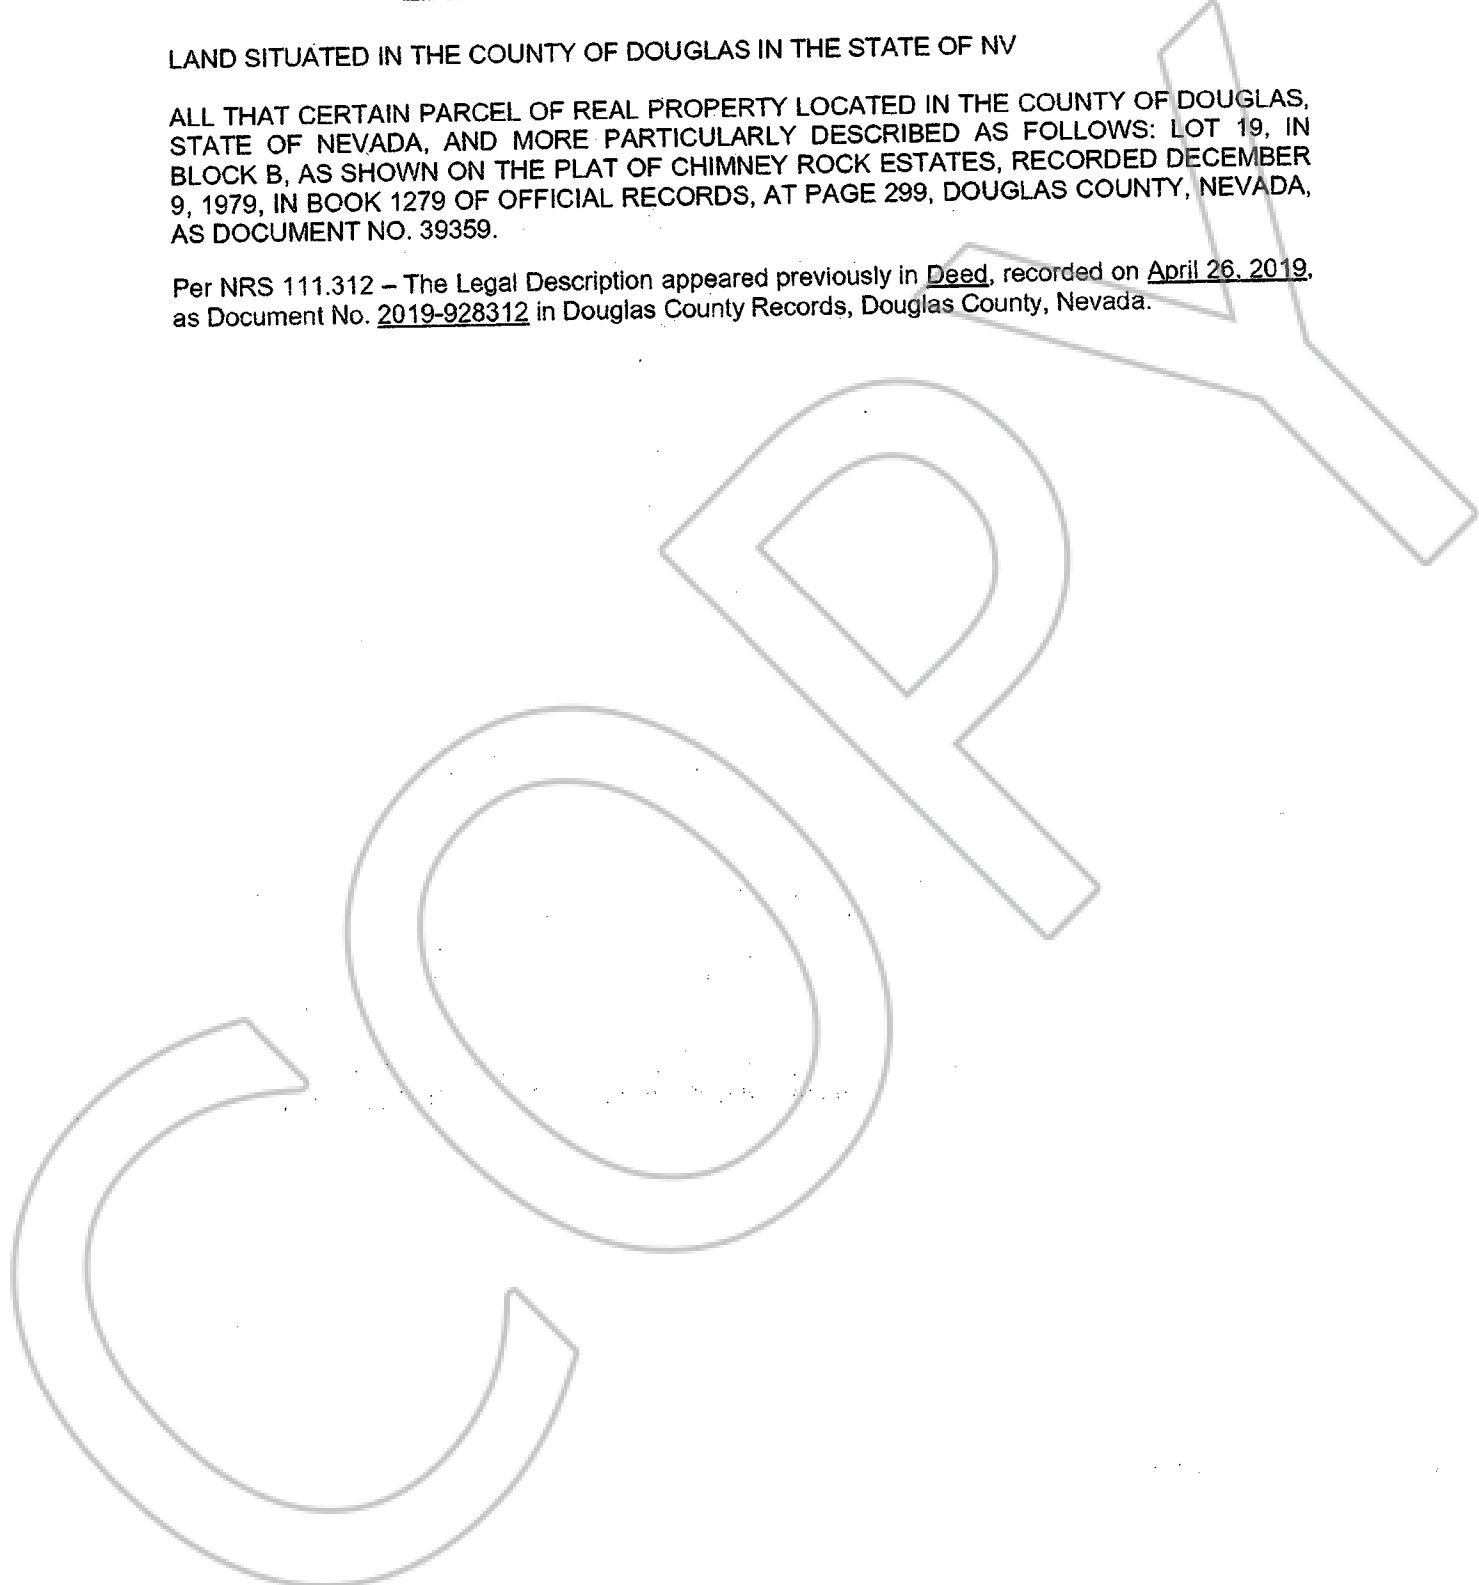 LAND SITUATED IN THE COUNTY OF DOUGLAS IN THE STATE OF NV
ALL THAT CERTAIN PARCEL OF REAL PROPERTY LOCATED IN THE COUNTY OF DOUGLAS,
STATE OF NEVADA, AND MORE PARTICULARLY DESCRIBED AS FOLLOWS: LOT 19, IN
BLOCK B, AS SHOWN ON THE PLAT OF CHIMNEY ROCK ESTATES, RECORDED DECEMBER
9, 1979, IN BOOK 1279 OF OFFICIAL RECORDS, AT PAGE 299, DOUGLAS COUNTY, NEVADA,
AS DOCUMENT NO. 39359.
Per NRS 111.312 – The Legal Description appeared previously in Deed, recorded on April 26, 2019,
as Document No. 2019-928312 in Douglas County Records, Douglas County, Nevada.
COPY